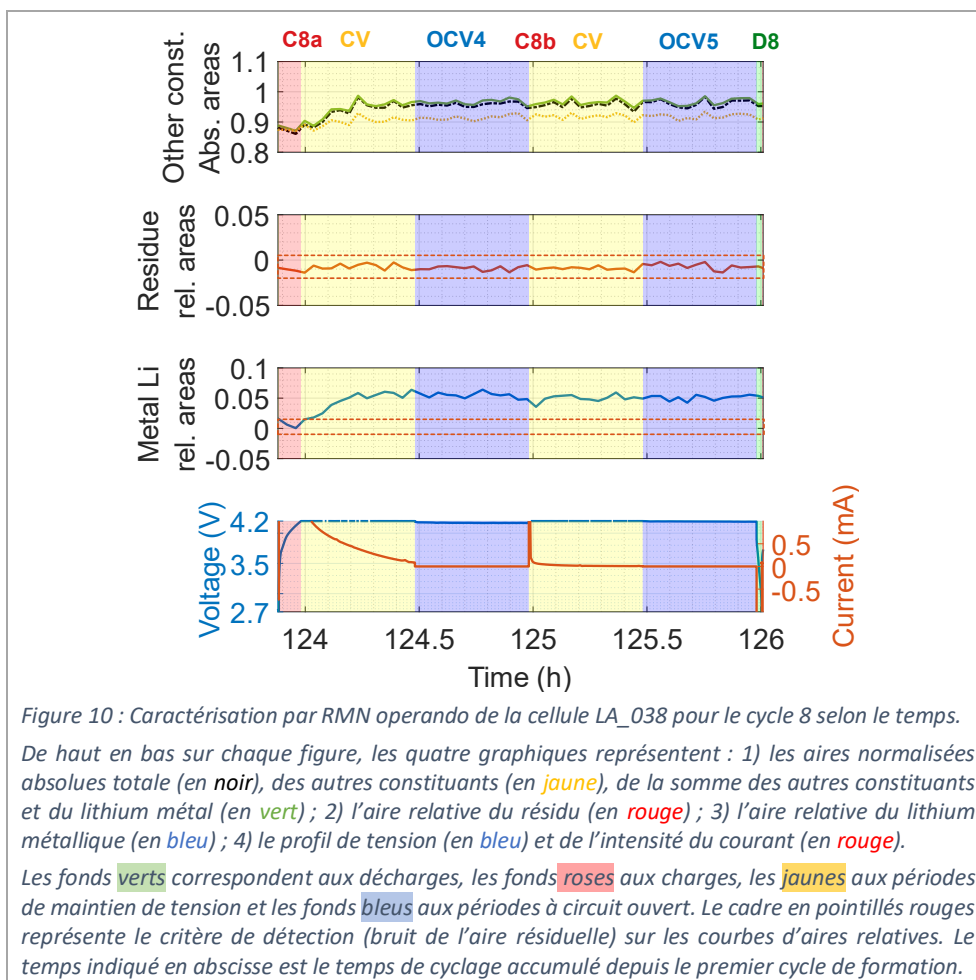 C8a CV OCV4 C8b CV OCV5 D8
Other const.
Abs. areas
1.1
1
0.9
0.8
Residue
rel. areas
0.05
0
-0.05
Metal Li
rel. areas
0.1
0.05
0
-0.05
Voltage (V)
4.2
3.5
2.7
0.5
0
-0.5
Current (mA)
124 124.5 125 125.5 126
Time (h)
Figure 10 : Caractérisation par RMN operando de la cellule LA_038 pour le cycle 8 selon le temps.
De haut en bas sur chaque figure, les quatre graphiques représentent : 1) les aires normalisées
absolues totale (en noir), des autres constituants (en jaune), de la somme des autres constituants
et du lithium métal (en vert) ; 2) l'aire relative du résidu (en rouge) ; 3) l'aire relative du lithium
métallique (en bleu) ; 4) le profil de tension (en bleu) et de l'intensité du courant (en rouge).
Les fonds verts correspondent aux décharges, les fonds roses aux charges, les jaunes aux périodes
de maintien de tension et les fonds bleus aux périodes à circuit ouvert. Le cadre en pointillés rouges
représente le critère de détection (bruit de l'aire résiduelle) sur les courbes d'aires relatives. Le
temps indiqué en abscisse est le temps de cyclage accumulé depuis le premier cycle de formation.